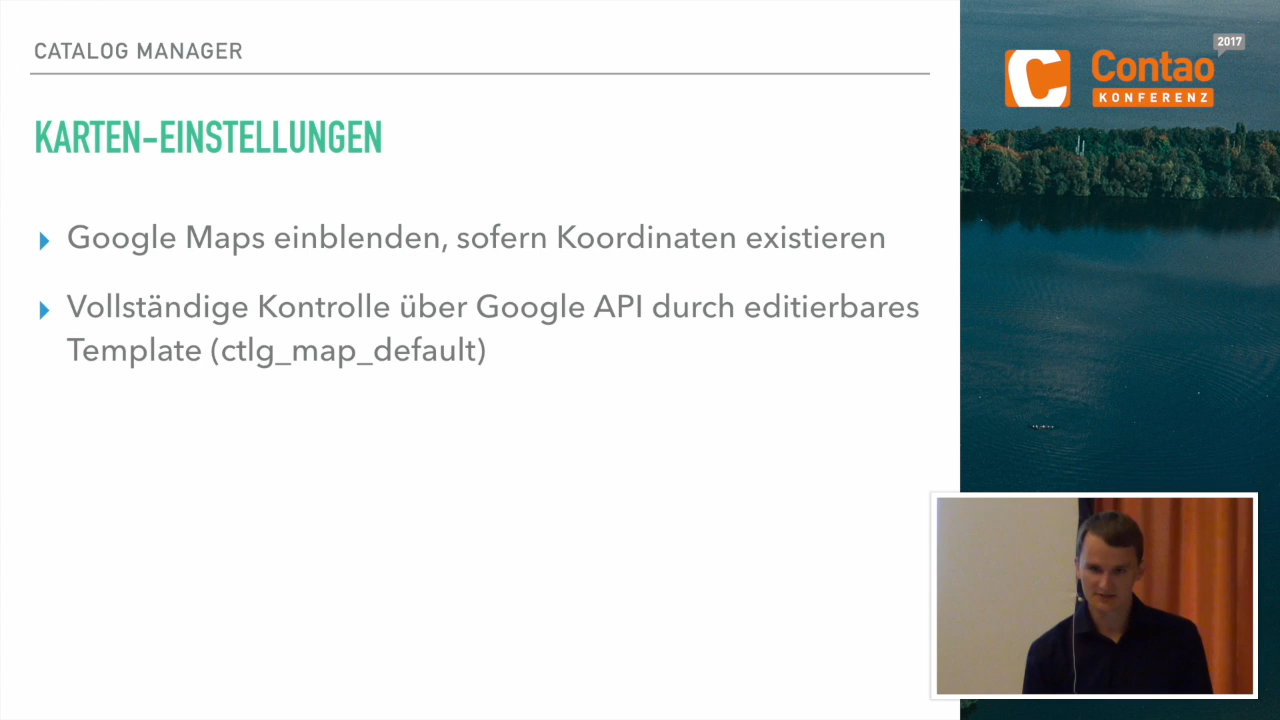 CATALOG MANAGER
KARTEN-EINSTELLUNGEN
Google Maps einblenden, sofern Koordinaten existieren
Vollständige Kontrolle über Google API durch editierbares
Template (ctlg_map_default)
2017
Contao
KONFERENZ